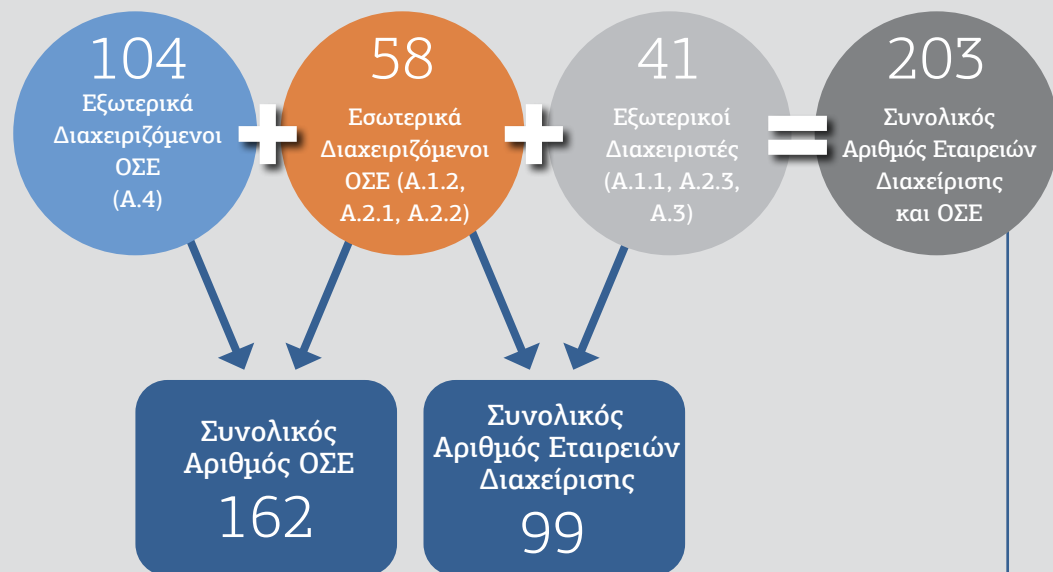 104
Εξωτερικά
Διαχειριζόμενοι
ΟΣΕ
(Α.4)
+
58
Εσωτερικά
Διαχειριζόμενοι
ΟΣΕ (Α.1.2,
Α.2.1, Α.2.2)
+
41
Εξωτερικοί
Διαχειριστές
(Α.1.1, Α.2.3,
Α.3)
=
203
Συνολικός
Αριθμός Εταιρειών
Διαχείρισης
και ΟΣΕ
Συνολικός
Αριθμός ΟΣΕ
162
Συνολικός
Αριθμός Εταιρειών
Διαχείρισης
99